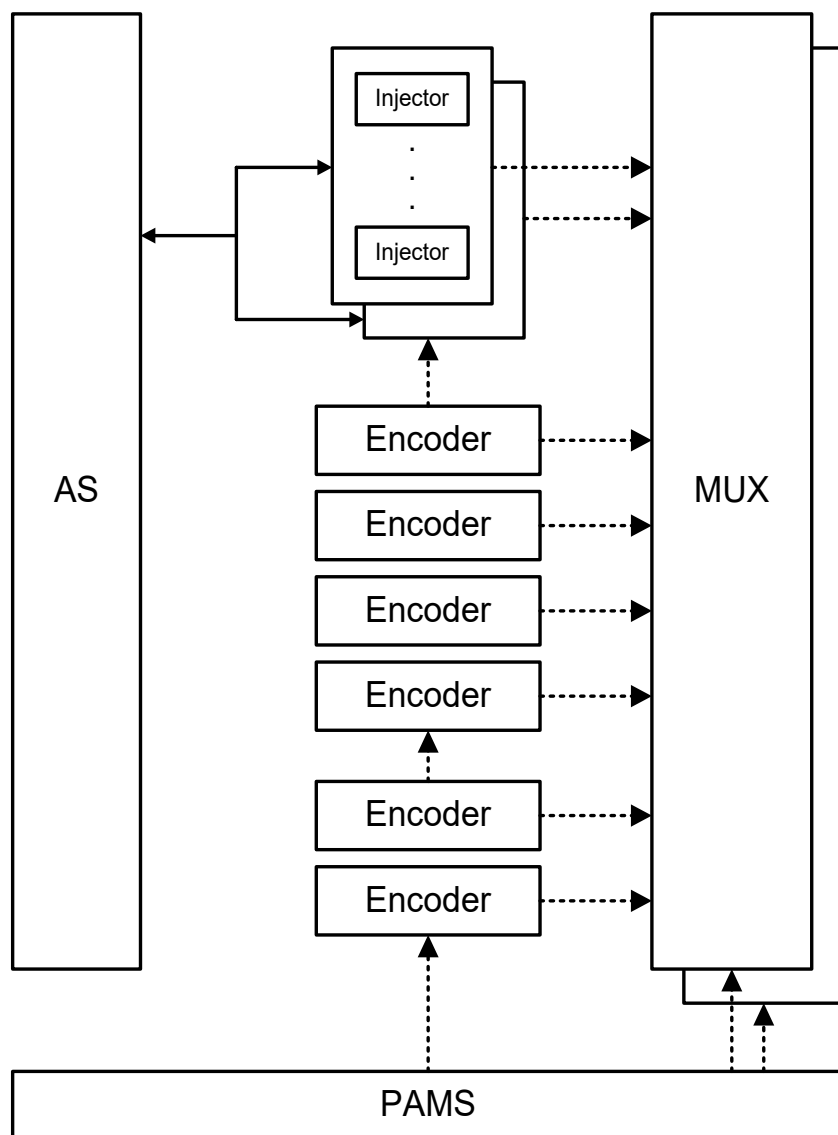 Injector
.
.
.
Injector
Encoder
AS
MUX
Encoder
Encoder
Encoder
Encoder
Encoder
PAMS